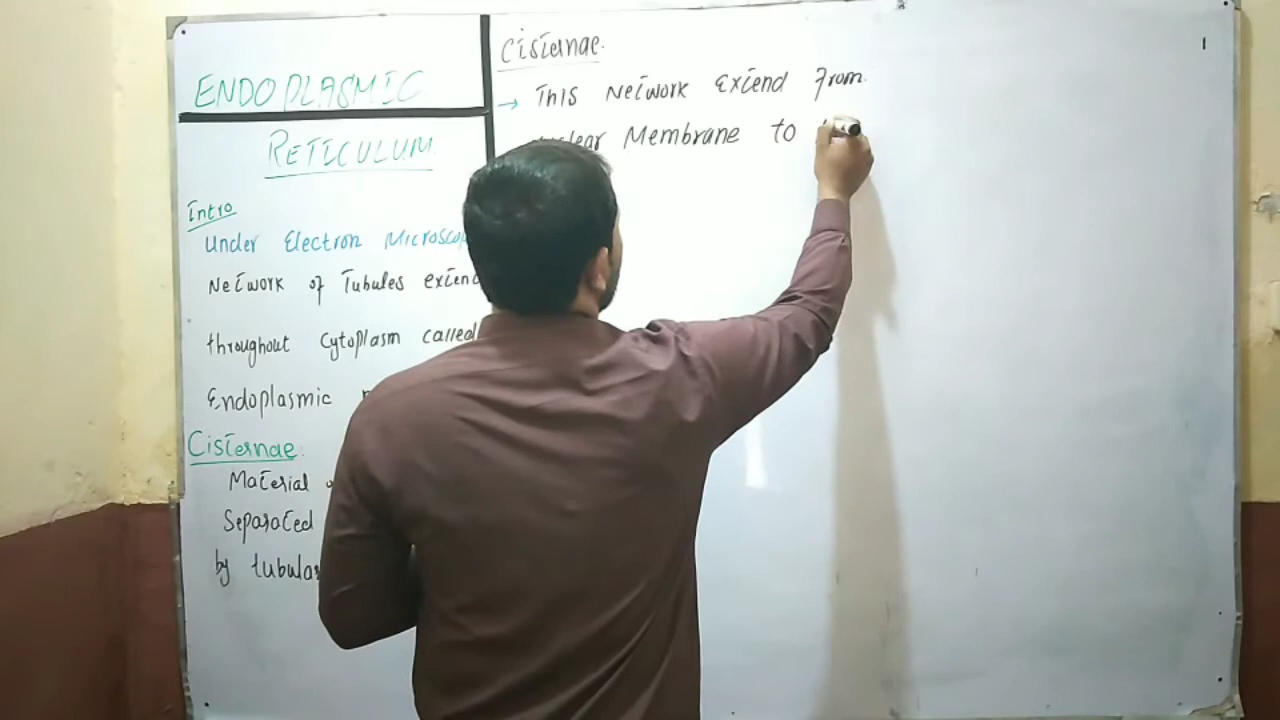 ENDOPLASMIC
RETICULUM
Intro
Under Electron
Network of Tubules
throughout Cytoplasm called
Endoplasmic
Cisternae:
Material
Separated
by
Cisternae.
→ This Network Extend From
Membrane to